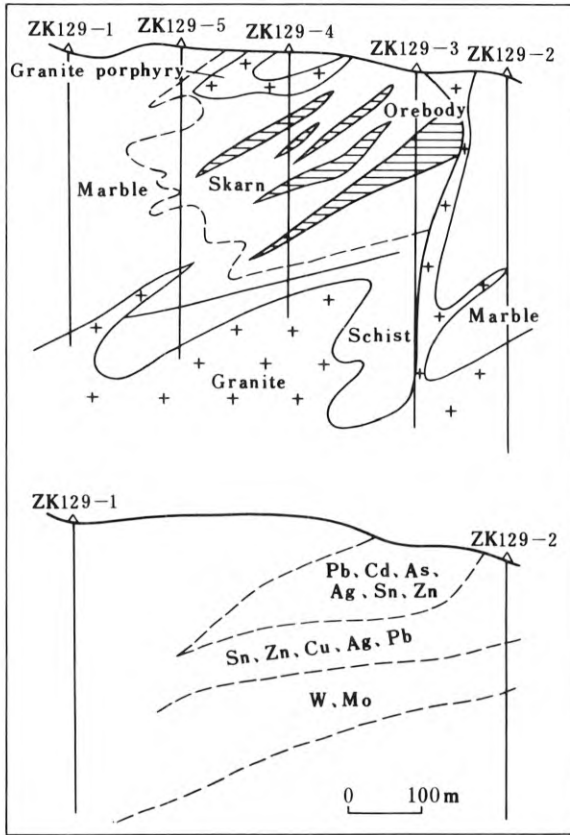 ZK129-1 ZK129-5 ZK129-4 ZK129-3 ZK129-2
Granite porphyry
Orebody
Marble
Skarn
Schist
Marble
Granite
ZK129-1
ZK129-2
Pb、Cd、As、
Ag、Sn、Zn
Sn、Zn、Cu、Ag、Pb
W、Mo
0 100m